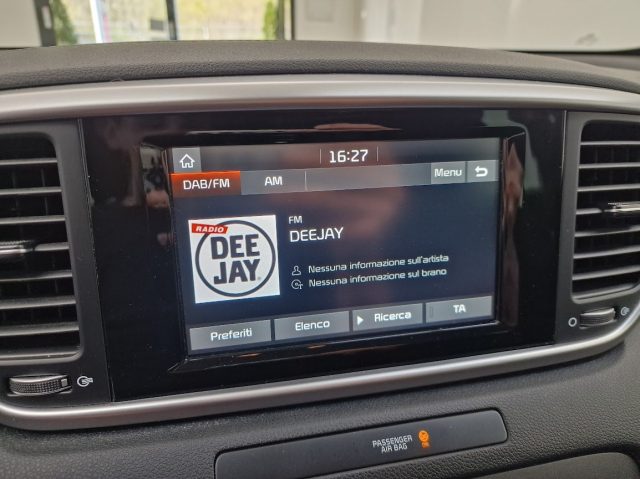 16:27
DAB/FM AM Menu
FM
DEEJAY
RADIO
DEE
JAY
Nessuna informazione sull'artista
Nessuna informazione sul brano
Preferiti Elenco Ricerca TA
PASSENGER
AIR BAG